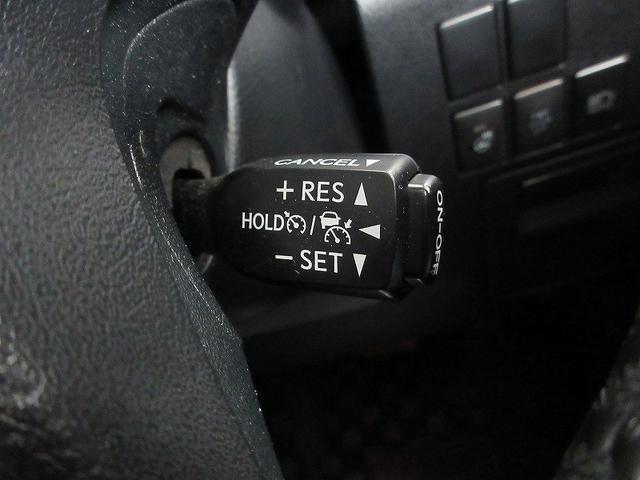 CANCEL
+ RES
HOLD /
− SET
ON-OFF